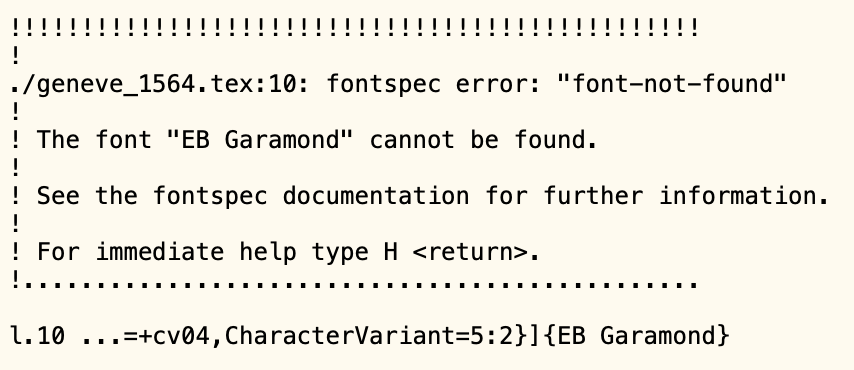 !!!!!!!!!!!!!!!!!!!!!!!!!!!!!!!!!!!!!!!!!!!!!!!!
!
./geneve_1564.tex:10: fontspec error: "font-not-found"
!
! The font "EB Garamond" cannot be found.
!
! See the fontspec documentation for further information.
!
! For immediate help type H <return>.
!...............................................
l.10 ...=+cv04,CharacterVariant=5:2}]{EB Garamond}